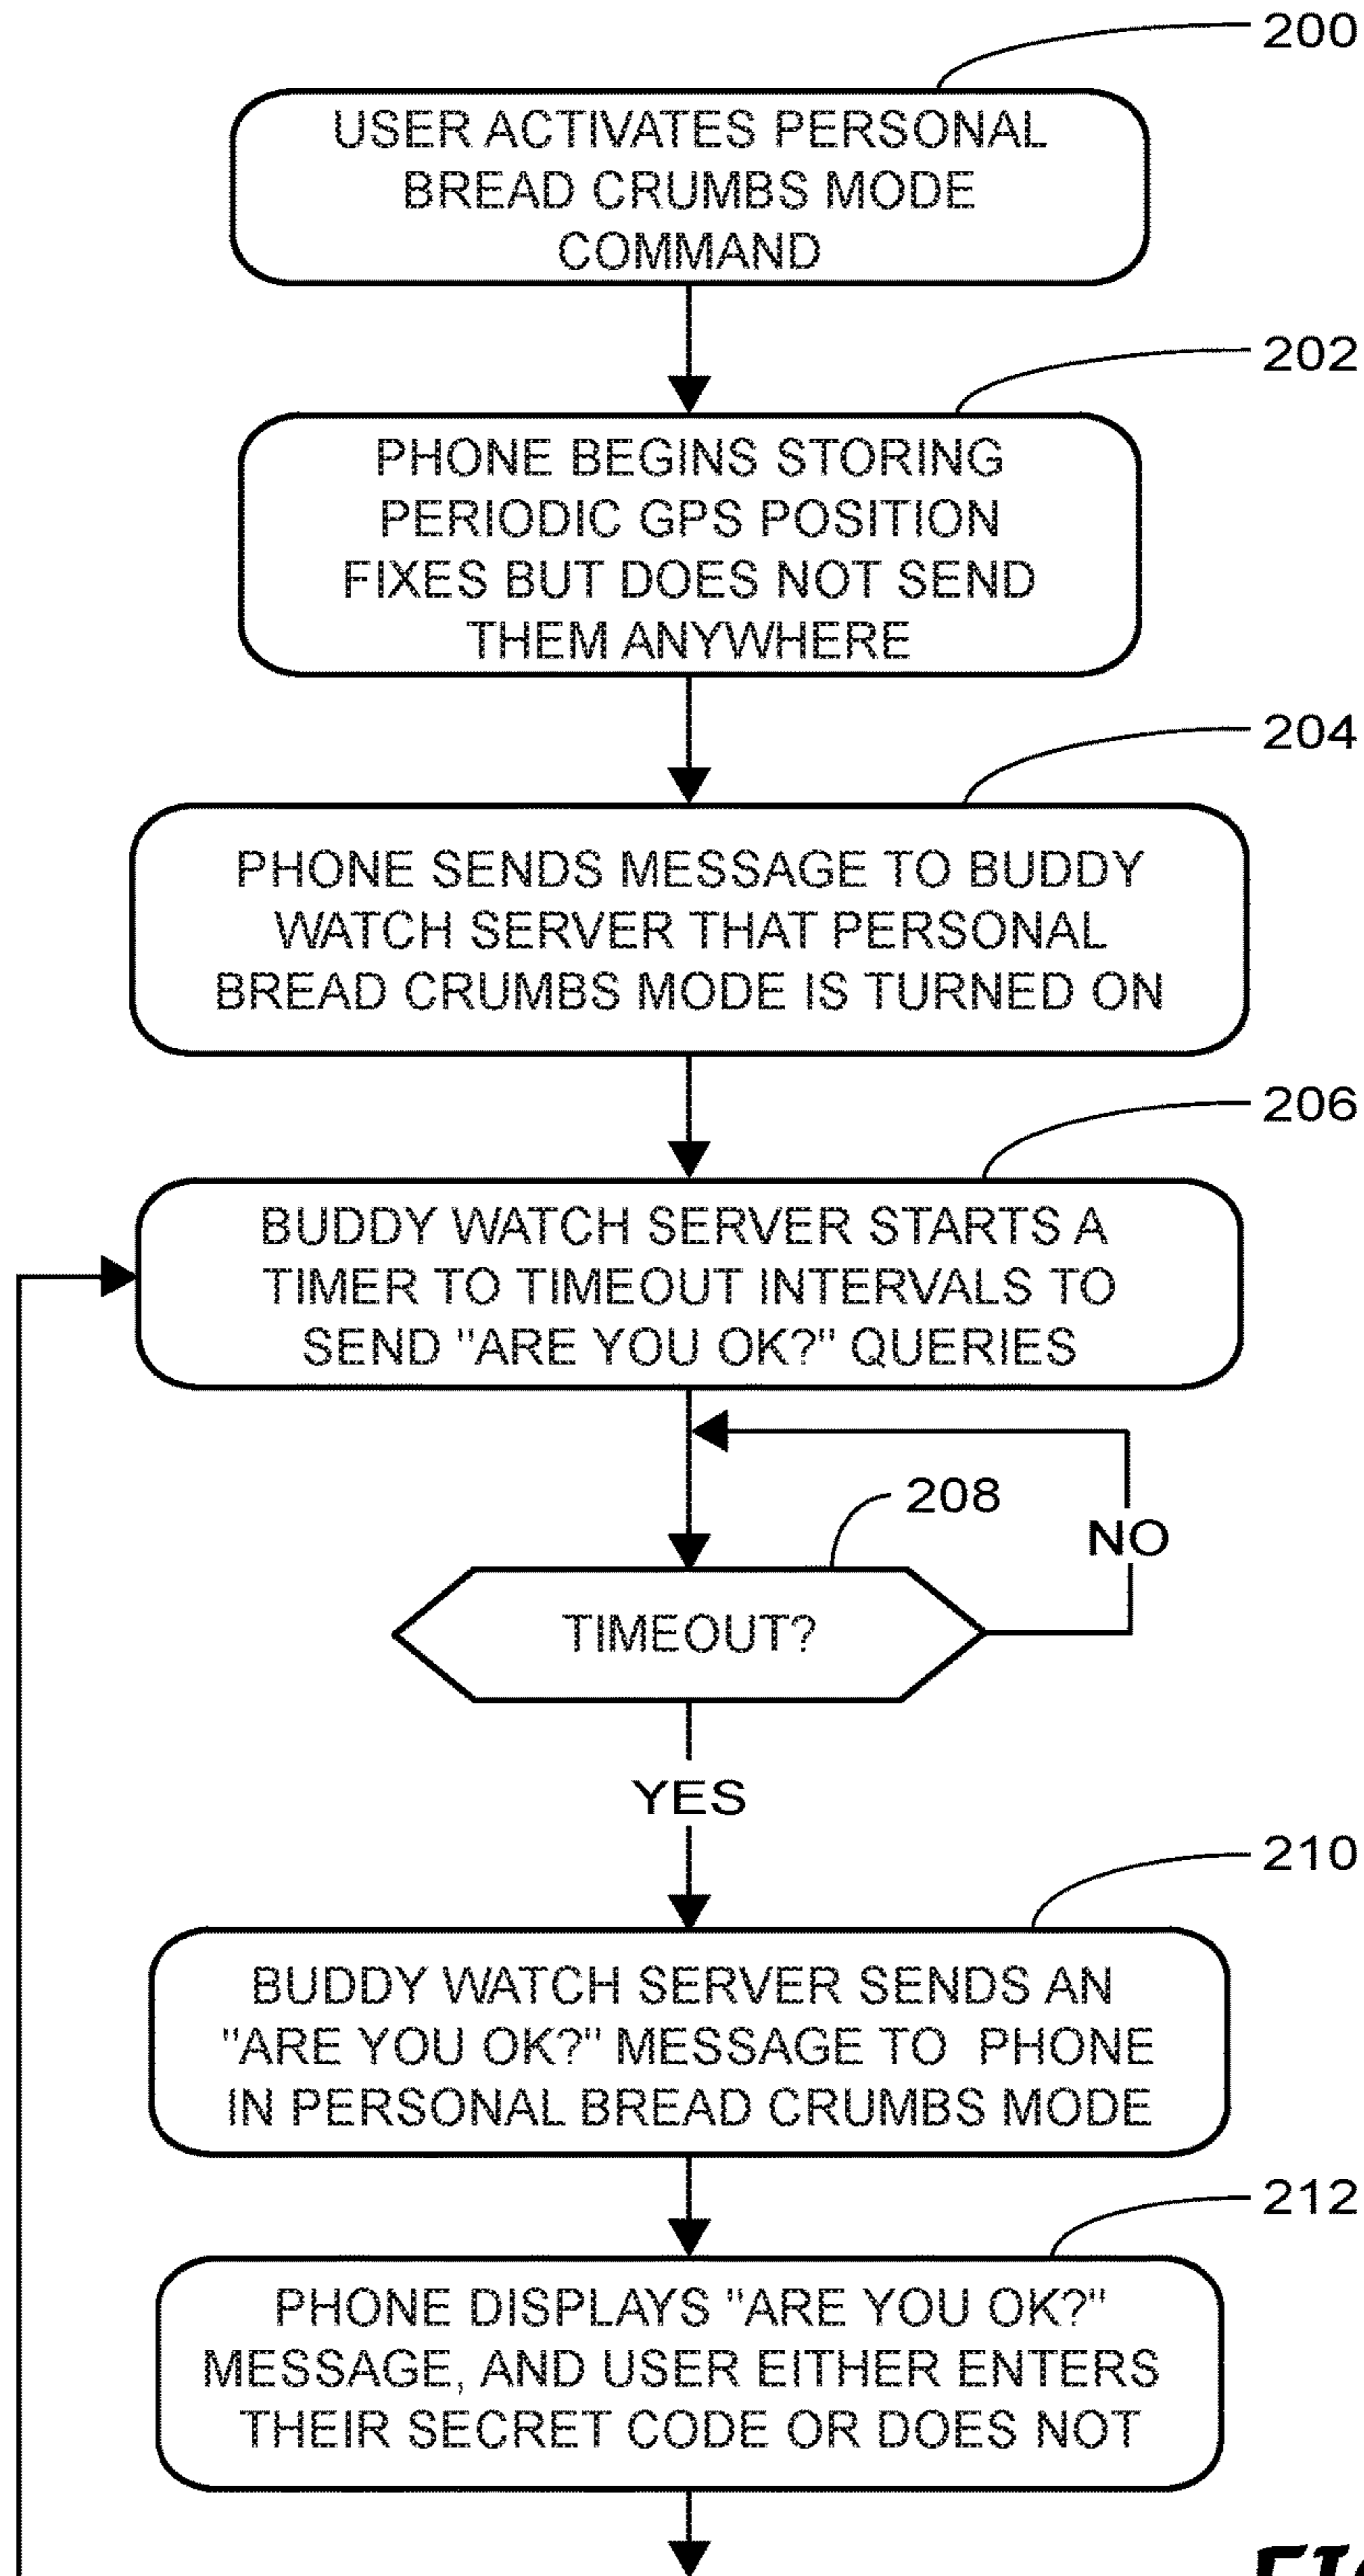 200
USER ACTIVATES PERSONAL
BREAD CRUMBS MODE
COMMAND
202
PHONE BEGINS STORING
PERIODIC GPS POSITION
FIXES BUT DOES NOT SEND
THEM ANYWHERE
204
PHONE SENDS MESSAGE TO BUDDY
WATCH SERVER THAT PERSONAL
BREAD CRUMBS MODE IS TURNED ON
206
BUDDY WATCH SERVER STARTS A
TIMER TO TIMEOUT INTERVALS TO
SEND "ARE YOU OK?" QUERIES
208
NO
TIMEOUT?
YES
210
BUDDY WATCH SERVER SENDS AN
"ARE YOU OK?" MESSAGE TO PHONE
IN PERSONAL BREAD CRUMBS MODE
212
PHONE DISPLAYS "ARE YOU OK?"
MESSAGE, AND USER EITHER ENTERS
THEIR SECRET CODE OR DOES NOT